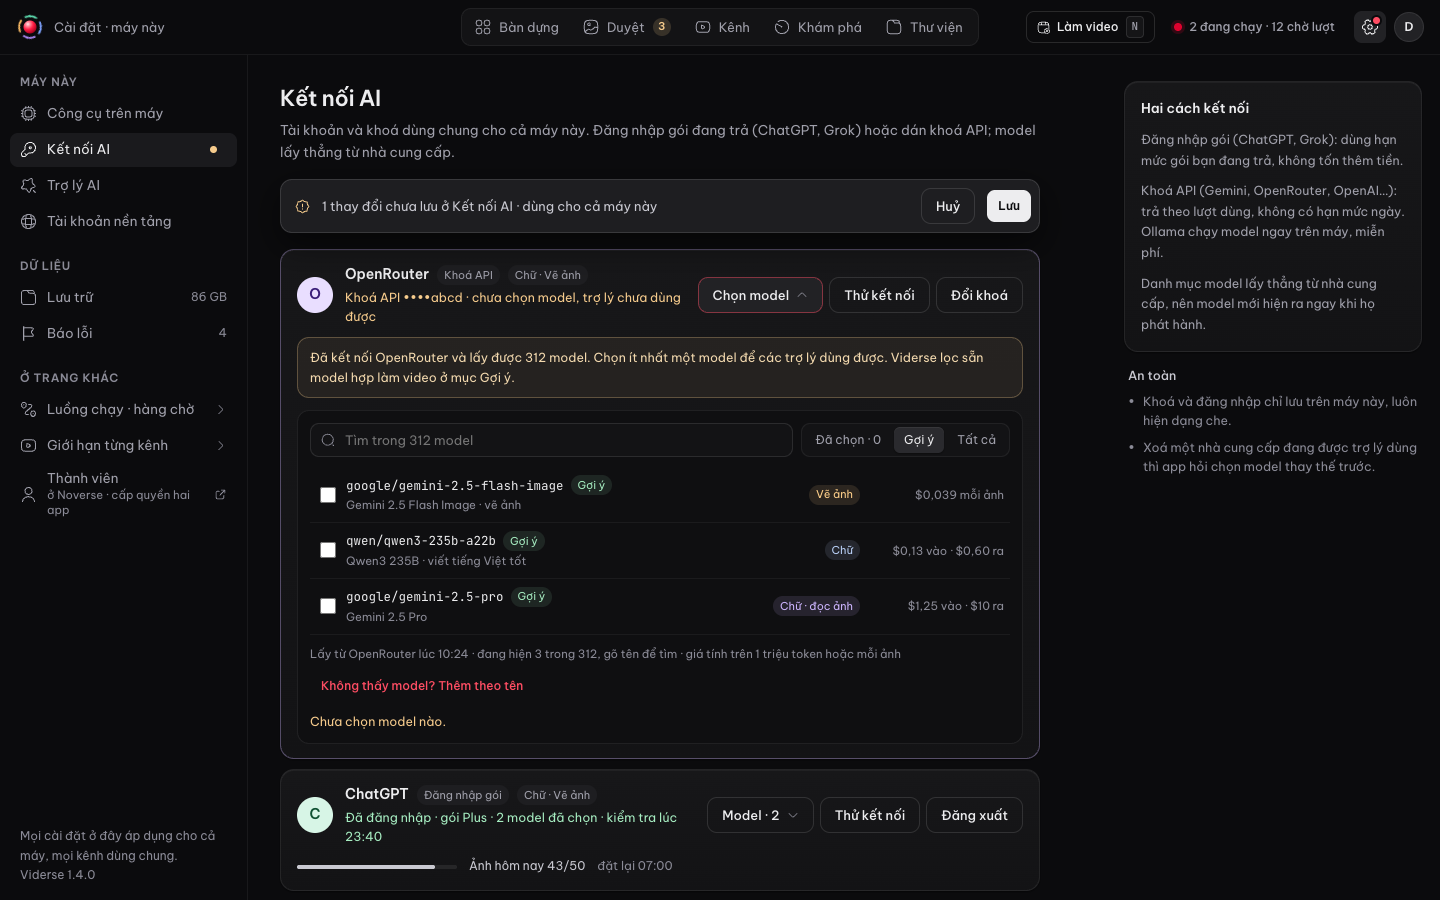 Cài đặt · máy này
Bàn dựng
Duyệt 3
Kênh
Khám phá
Thư viện
Làm video N
2 đang chạy · 12 chờ lượt
D
MÁY NÀY
Công cụ trên máy
Kết nối AI
Trợ lý AI
Tài khoản nền tảng
DỮ LIỆU
Lưu trữ 86 GB
Báo lỗi 4
Ở TRANG KHÁC
Luồng chạy · hàng chờ
Giới hạn từng kênh
Thành viên
ở Noverse · cấp quyền hai
app
Mọi cài đặt ở đây áp dụng cho cả
máy, mọi kênh dùng chung.
Viderse 1.4.0
Kết nối AI
Tài khoản và khoá dùng chung cho cả máy này. Đăng nhập gói đang trả (ChatGPT, Grok) hoặc dán khoá API; model
lấy thẳng từ nhà cung cấp.
1 thay đổi chưa lưu ở Kết nối AI · dùng cho cả máy này
Huỷ
Lưu
O
OpenRouter Khoá API Chữ · Vẽ ảnh
Khoá API ••••abcd · chưa chọn model, trợ lý chưa dùng
được
Chọn model
Thử kết nối
Đổi khoá
Đã kết nối OpenRouter và lấy được 312 model. Chọn ít nhất một model để các trợ lý dùng được. Viderse lọc sẵn
model hợp làm video ở mục Gợi ý.
Tìm trong 312 model
Đã chọn · 0
Gợi ý
Tất cả
google/gemini-2.5-flash-image Gợi ý
Gemini 2.5 Flash Image · vẽ ảnh
Vẽ ảnh
$0,039 mỗi ảnh
qwen/qwen3-235b-a22b Gợi ý
Qwen3 235B · viết tiếng Việt tốt
Chữ
$0,13 vào · $0,60 ra
google/gemini-2.5-pro Gợi ý
Gemini 2.5 Pro
Chữ · đọc ảnh
$1,25 vào · $10 ra
Lấy từ OpenRouter lúc 10:24 · đang hiện 3 trong 312, gõ tên để tìm · giá tính trên 1 triệu token hoặc mỗi ảnh
Không thấy model? Thêm theo tên
Chưa chọn model nào.
C
ChatGPT Đăng nhập gói Chữ · Vẽ ảnh
Đã đăng nhập · gói Plus · 2 model đã chọn · kiểm tra lúc
23:40
Model · 2
Thử kết nối
Đăng xuất
Ảnh hôm nay 43/50 đặt lại 07:00
Hai cách kết nối
Đăng nhập gói (ChatGPT, Grok): dùng hạn
mức gói bạn đang trả, không tốn thêm tiền.
Khoá API (Gemini, OpenRouter, OpenAI…):
trả theo lượt dùng, không có hạn mức ngày.
Ollama chạy model ngay trên máy, miễn
phí.
Danh mục model lấy thẳng từ nhà cung
cấp, nên model mới hiện ra ngay khi họ
phát hành.
An toàn
• Khoá và đăng nhập chỉ lưu trên máy này, luôn
hiện dạng che.
• Xoá một nhà cung cấp đang được trợ lý dùng
thì app hỏi chọn model thay thế trước.